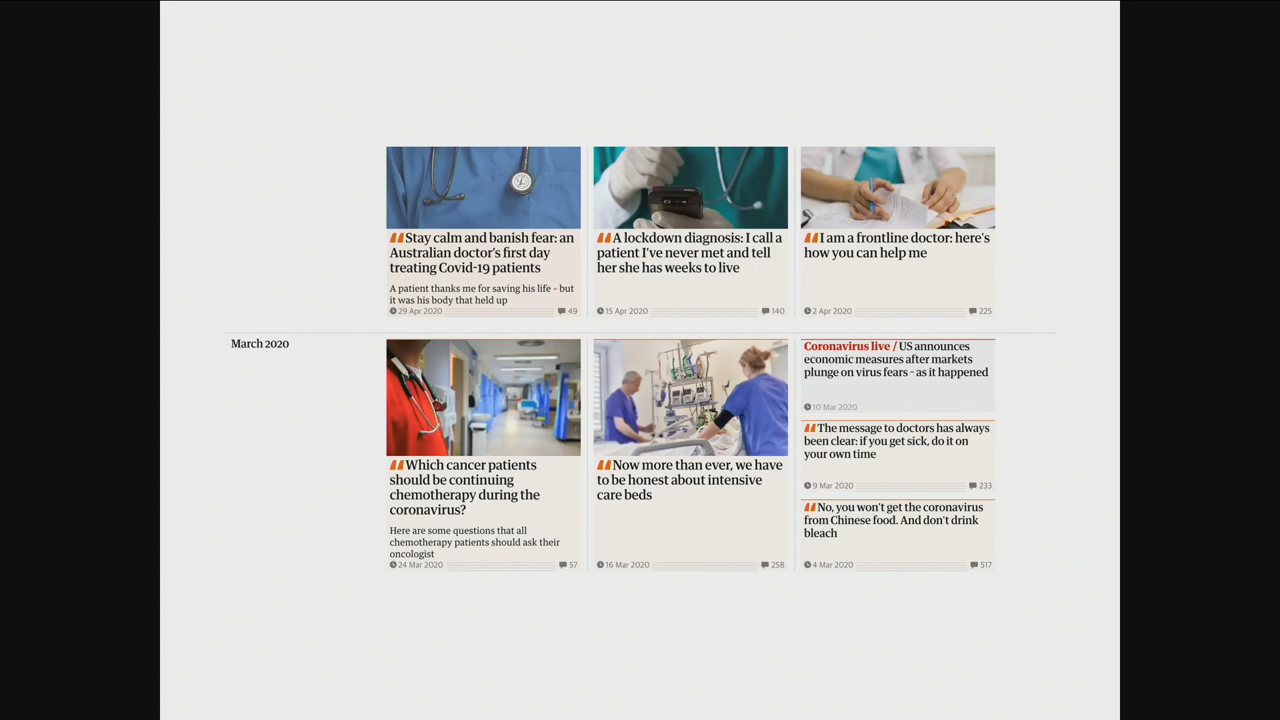 Stay calm and banish fear: an
Australian doctor's first day
treating Covid-19 patients
A patient thanks me for saving his life – but
it was his body that held up
29 Apr 2020 49
A lockdown diagnosis: I call a
patient I've never met and tell
her she has weeks to live
15 Apr 2020 140
I am a frontline doctor: here's
how you can help me
2 Apr 2020 225
March 2020
Which cancer patients
should be continuing
chemotherapy during the
coronavirus?
Here are some questions that all
chemotherapy patients should ask their
oncologist
24 Mar 2020 57
Now more than ever, we have
to be honest about intensive
care beds
16 Mar 2020 258
Coronavirus live / US announces
economic measures after markets
plunge on virus fears – as it happened
10 Mar 2020
The message to doctors has always
been clear: if you get sick, do it on
your own time
9 Mar 2020 233
No, you won't get the coronavirus
from Chinese food. And don't drink
bleach
4 Mar 2020 517